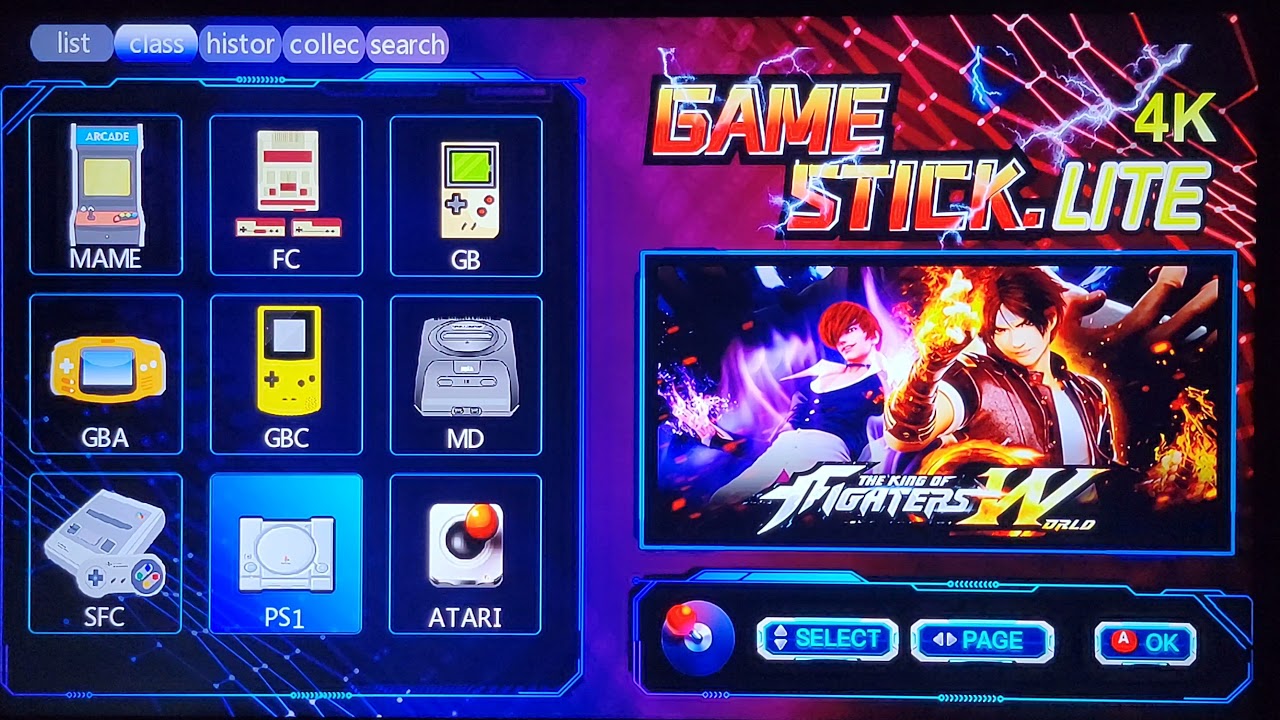 list
class
histor
collec
search
ARCADE
MAME
FC
GB
GBA
GBC
MD
SFC
PS1
ATARI
GAME
STICK.LITE
4K
THE KING OF
FIGHTERS
WORLD
SELECT
PAGE
A OK